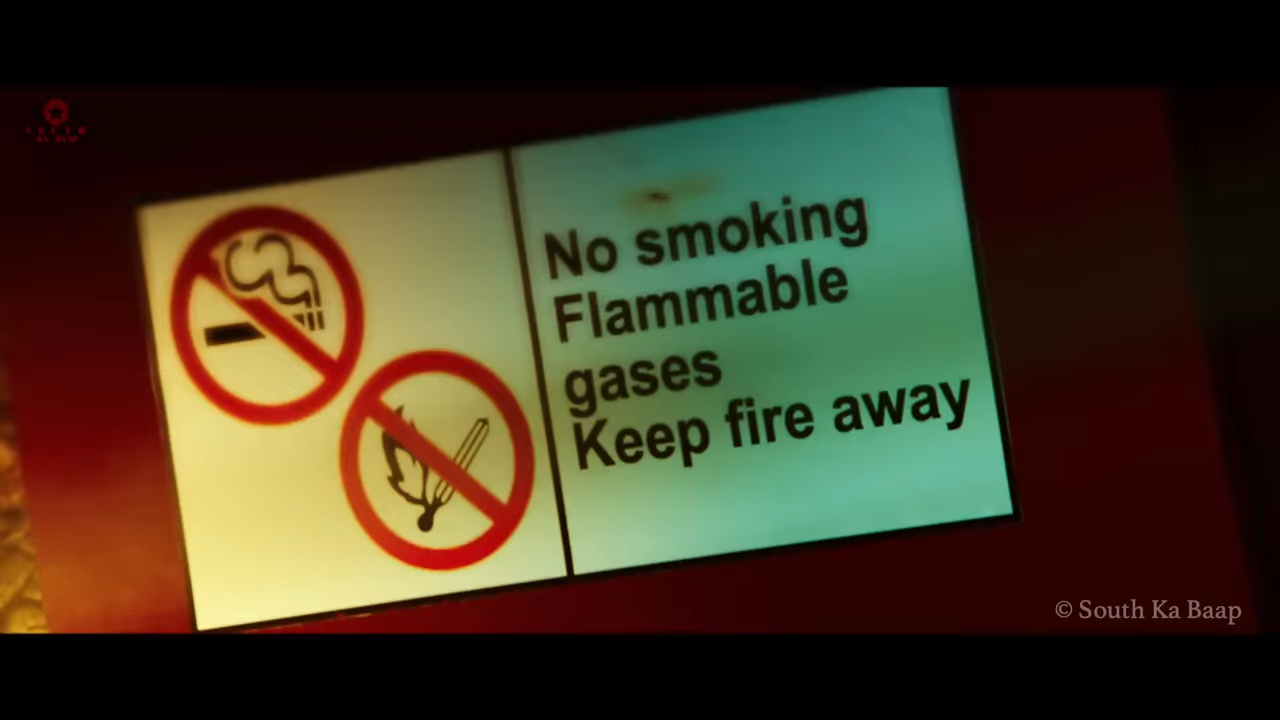 No smoking
Flammable
gases
Keep fire away
© South Ka Baap